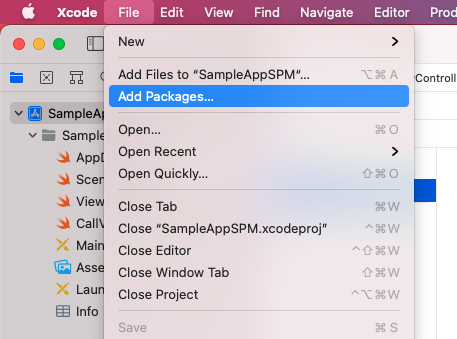 Xcode File Edit View Find Navigate Editor
New
Add Files to “SampleAppSPM”... ⌥⌘A
Add Packages...
Open... ⌘O
Open Recent
Open Quickly... ⇧⌘O
Close Tab ⌘W
Close “SampleAppSPM.xcodeproj” ^⌘W
Close Editor ^⇧⌘W
Close Window Tab ⇧⌘W
Close Project ^⌥⌘W
Save ⌘S
SampleAp
Sample
AppD
Scen
View
CallV
Main
Asse
Laun
Info